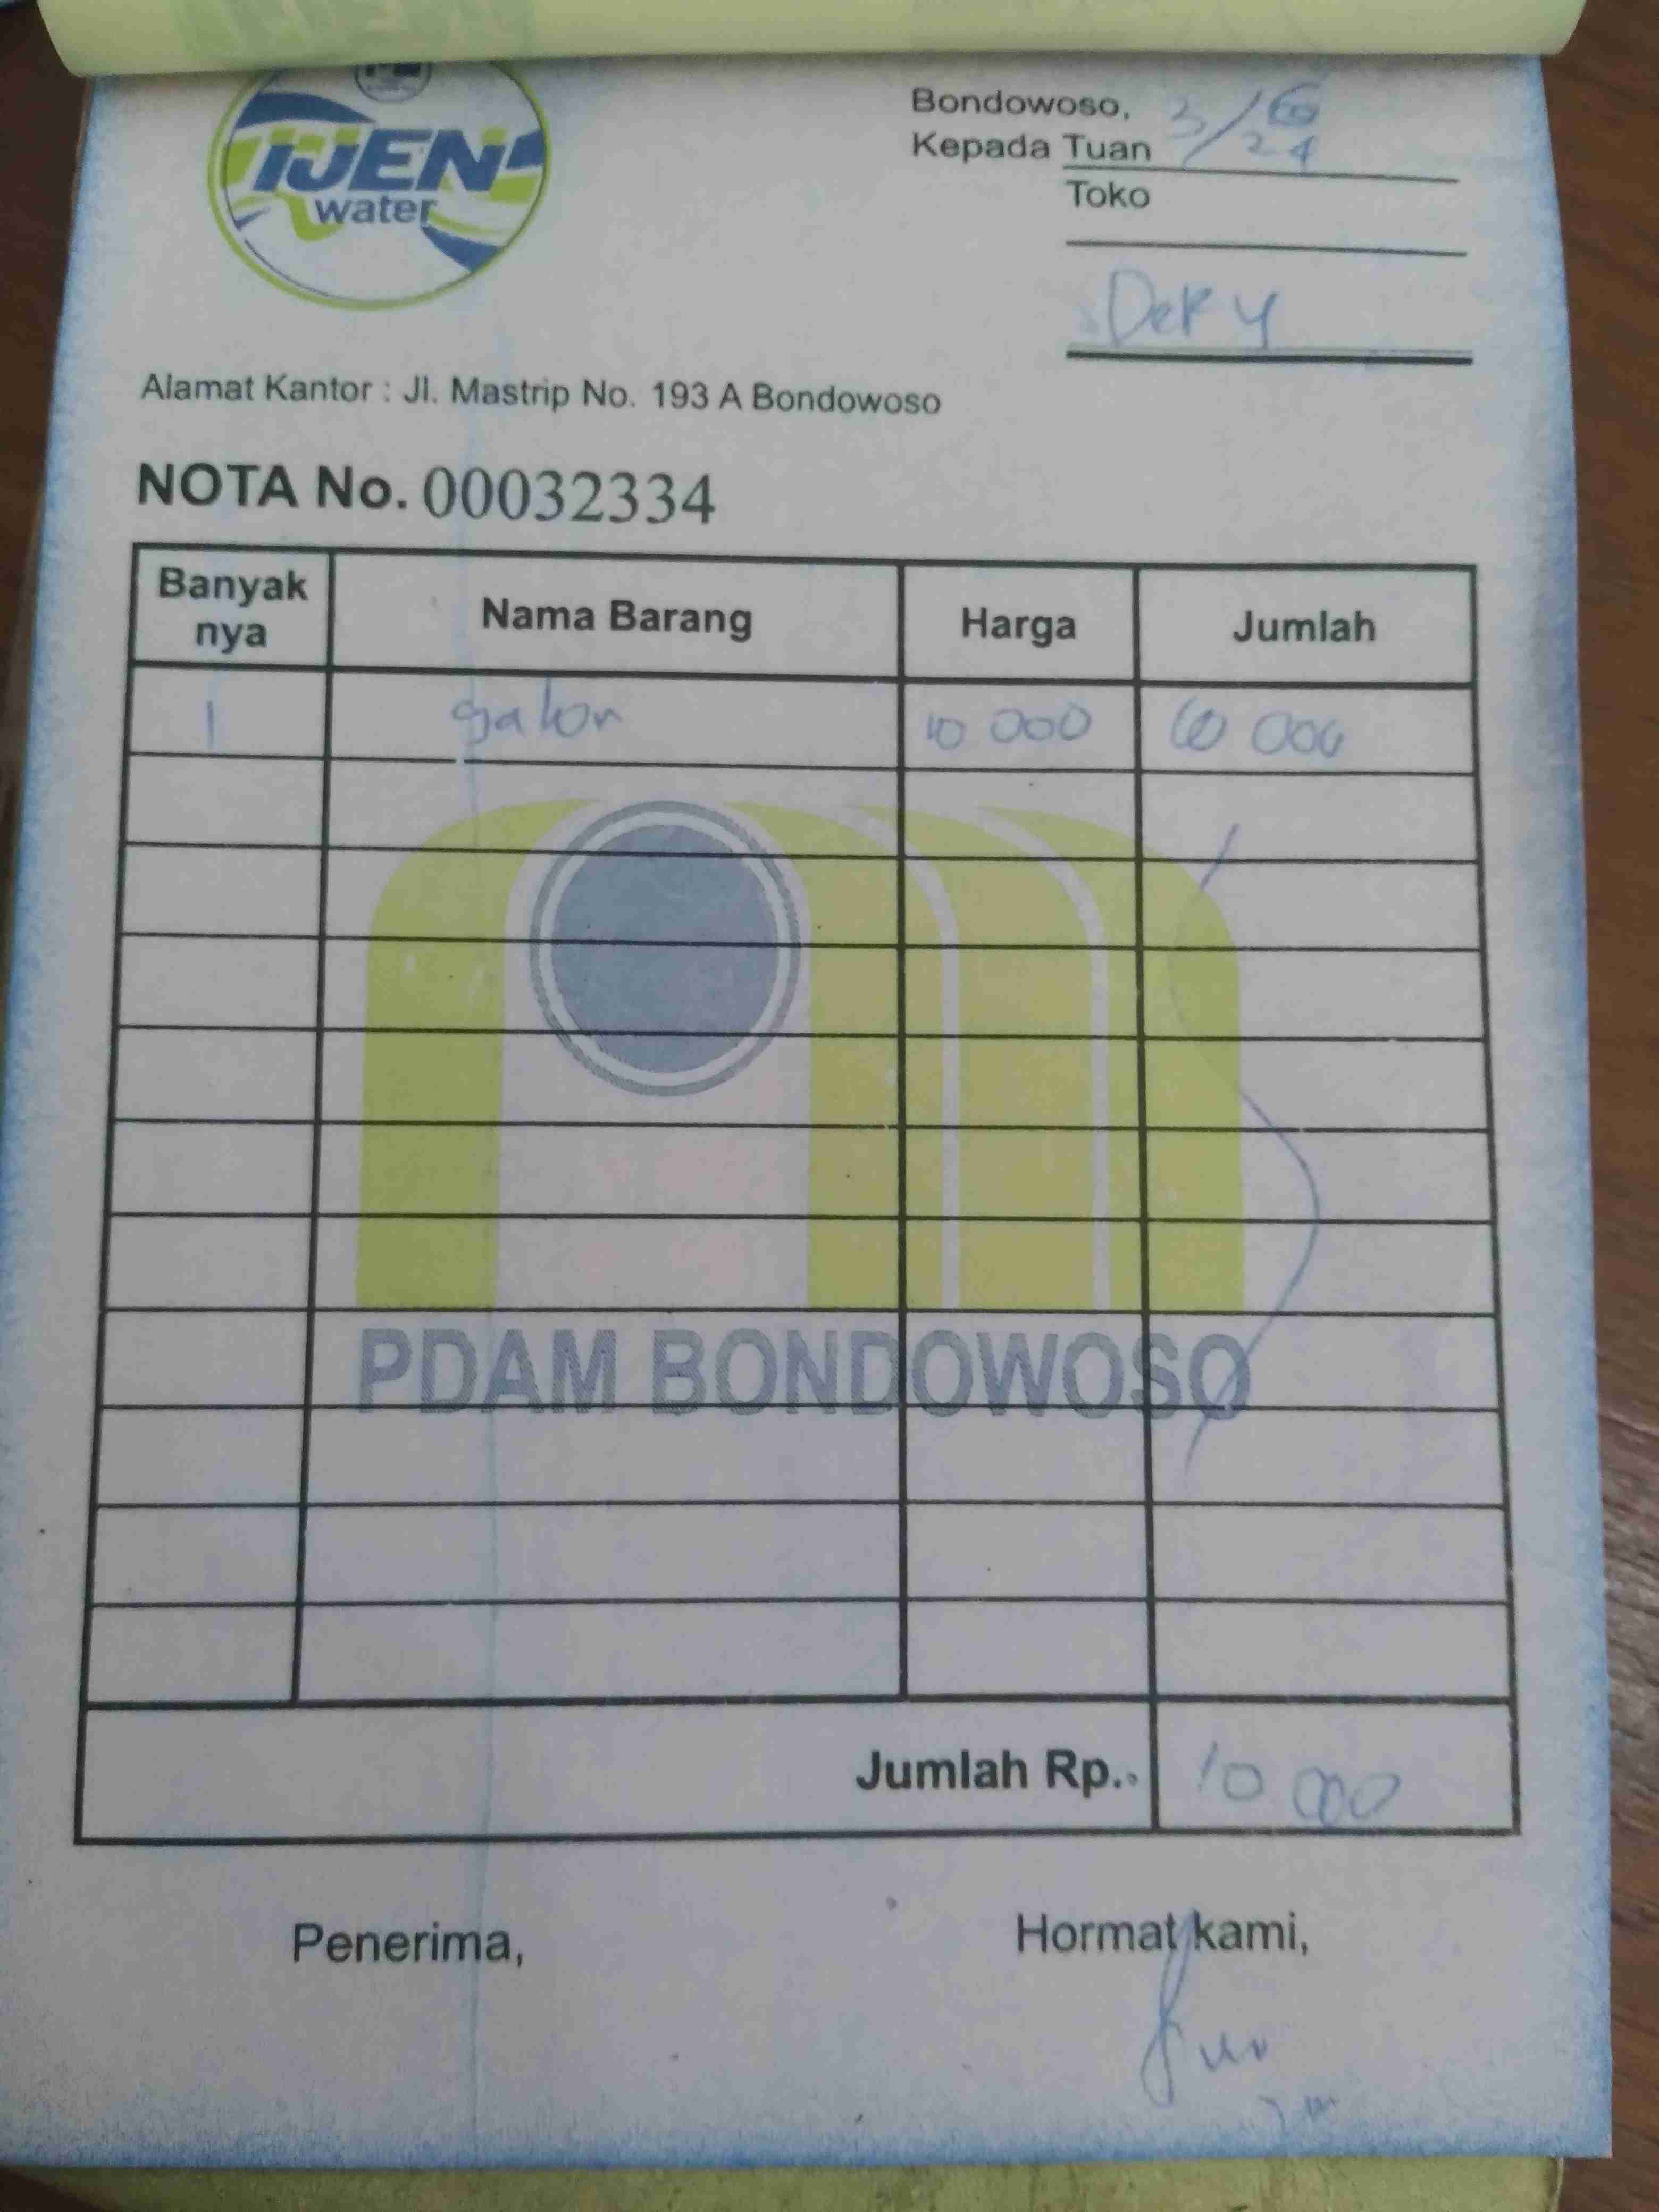 IJEN
water
Bondowoso, 3/6
Kepada Tuan 24
Toko
Deky
Alamat Kantor : Jl. Mastrip No. 193 A Bondowoso
NOTA No. 00032334
Banyak nya Nama Barang Harga Jumlah
1 galon 10 000 10 000
PDAM BONDOWOSO
Jumlah Rp.. 10 000
Penerima, Hormat kami,